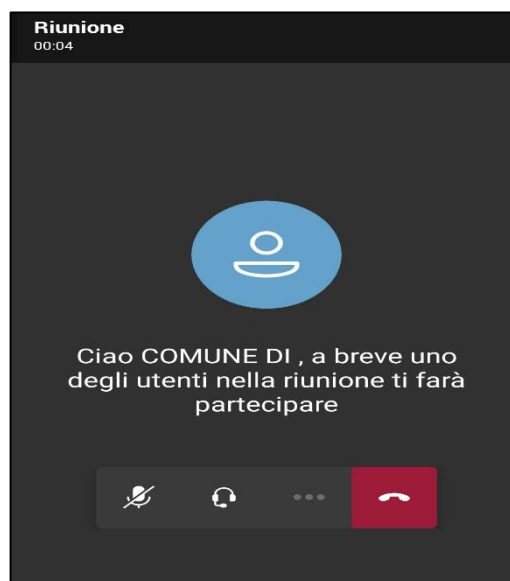 Riunione
00:04
Ciao COMUNE DI , a breve uno
degli utenti nella riunione ti farà
partecipare